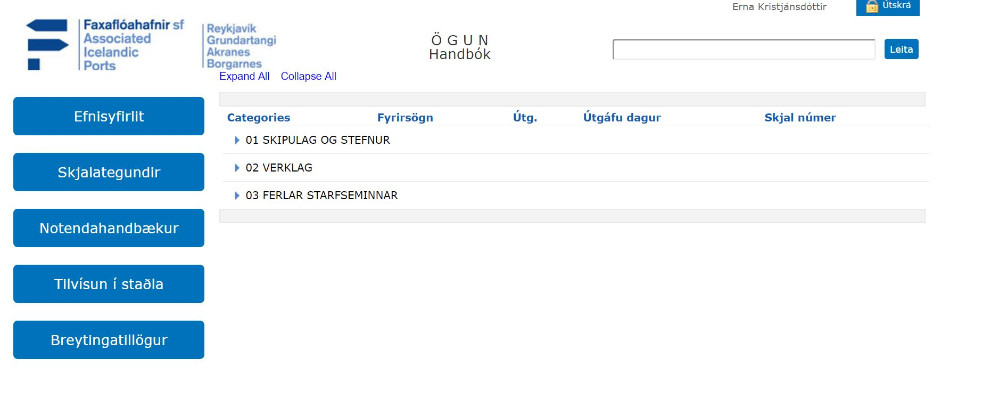 Erna Kristjánsdóttir
Útskrá
Faxaflóahafnir sf
Associated
Icelandic
Ports
Reykjavík
Grundartangi
Akranes
Borgarnes
Ö G U N
Handbók
Leita
Expand All Collapse All
Efnisyfirlit
Skjalategundir
Notendahandbækur
Tilvísun í staðla
Breytingatillögur
Categories Fyrirsögn Útg. Útgáfu dagur Skjal númer
01 SKIPULAG OG STEFNUR
02 VERKLAG
03 FERLAR STARFSEMINNAR